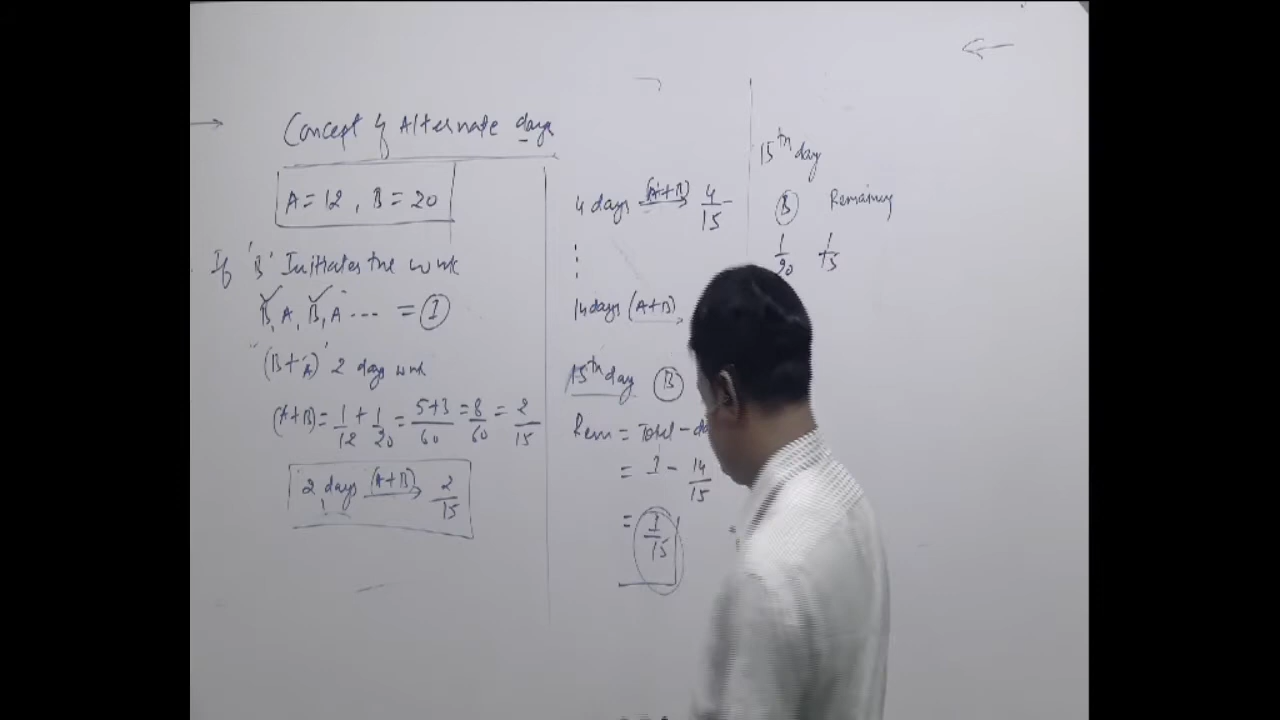 Concept of Alternate days
A = 12 , B = 20
If 'B' Initiates the work
B, A, B, A ---- = 1
"(B+A)" 2 days work
(A+B) = 1/12 + 1/20 = 5+3/60 = 8/60 = 2/15
2 days (A+B) → 2/15
4 days (A+B) → 4/15
14 days (A+B) →
15th day B
Rem = Total -
= 1 - 14/15
= 1/15
15th day
B Remaining
1/20 1/15